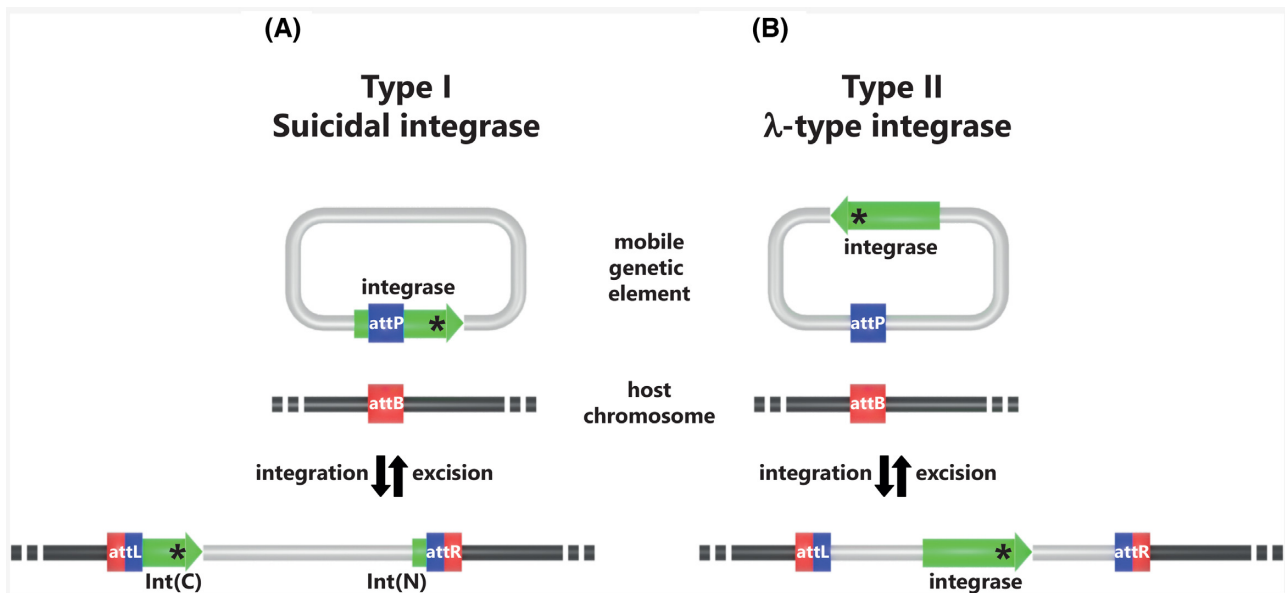 (A)
Type I
Suicidal integrase
integrase
attP
*
attB
integration
excision
attL
*
attR
Int(C)
Int(N)
mobile
genetic
element
host
chromosome
(B)
Type II
λ-type integrase
*
integrase
attP
attB
integration
excision
attL
*
attR
integrase